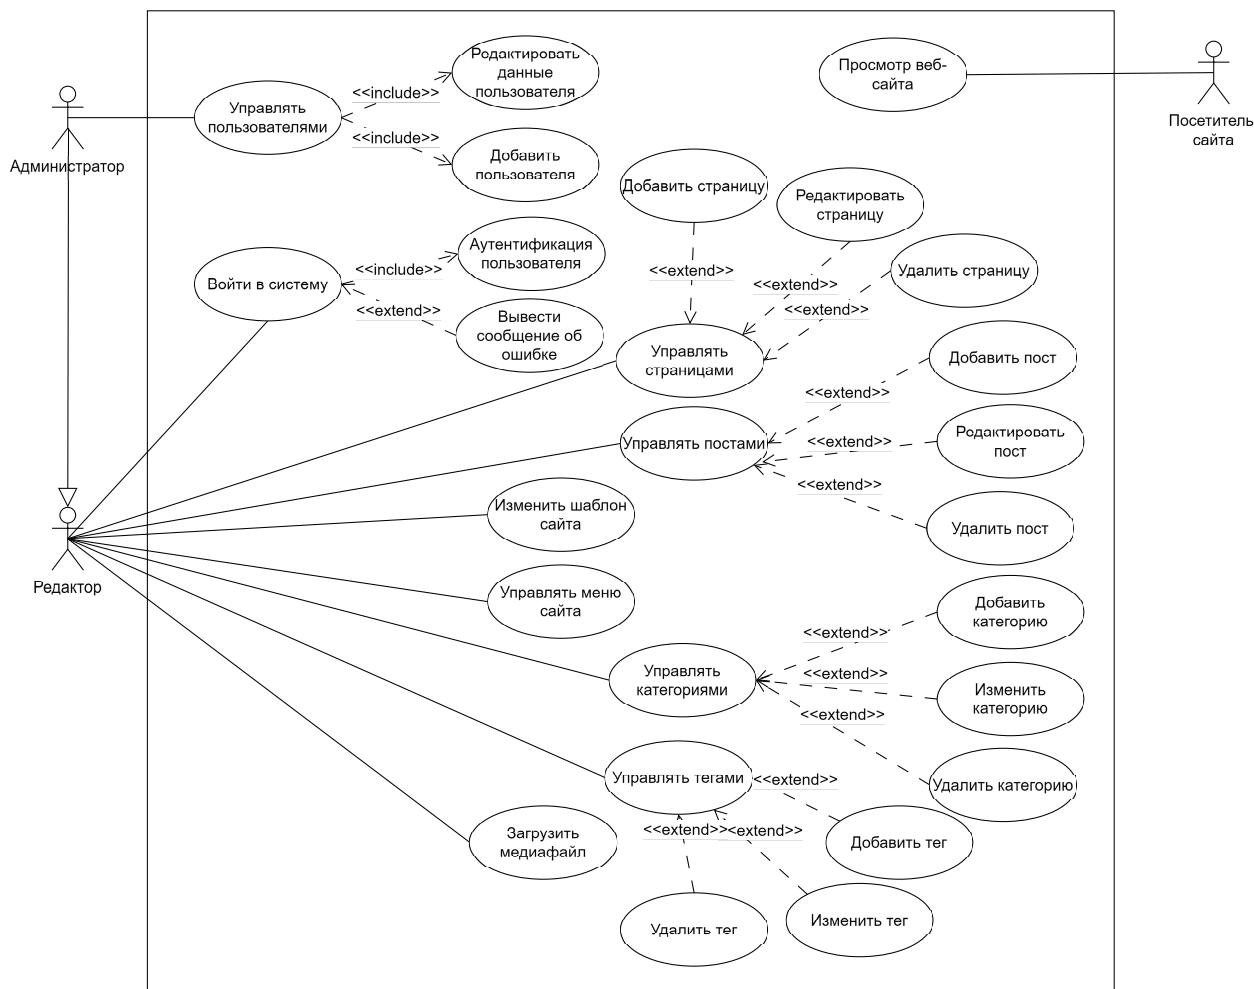 Редактировать
данные
пользователя
Просмотр веб-
сайта
Посетитель
сайта
Управлять
пользователями
<<include>>
<<include>>
Администратор
Добавить
пользователя
Добавить страницу
Редактировать
страницу
Аутентификация
пользователя
Войти в систему
<<include>>
<<extend>>
Вывести
сообщение об
ошибке
<<extend>>
<<extend>>
<<extend>>
Удалить страницу
Управлять
страницами
Добавить пост
<<extend>>
Управлять постами
<<extend>>
Редактировать
пост
<<extend>>
Удалить пост
Изменить шаблон
сайта
Редактор
Управлять меню
сайта
Добавить
категорию
<<extend>>
Управлять
категориями
<<extend>>
Изменить
категорию
<<extend>>
Удалить категорию
Управлять тегами
<<extend>>
<<extend>>
<<extend>>
Добавить тег
Загрузить
медиафайл
Удалить тег
Изменить тег